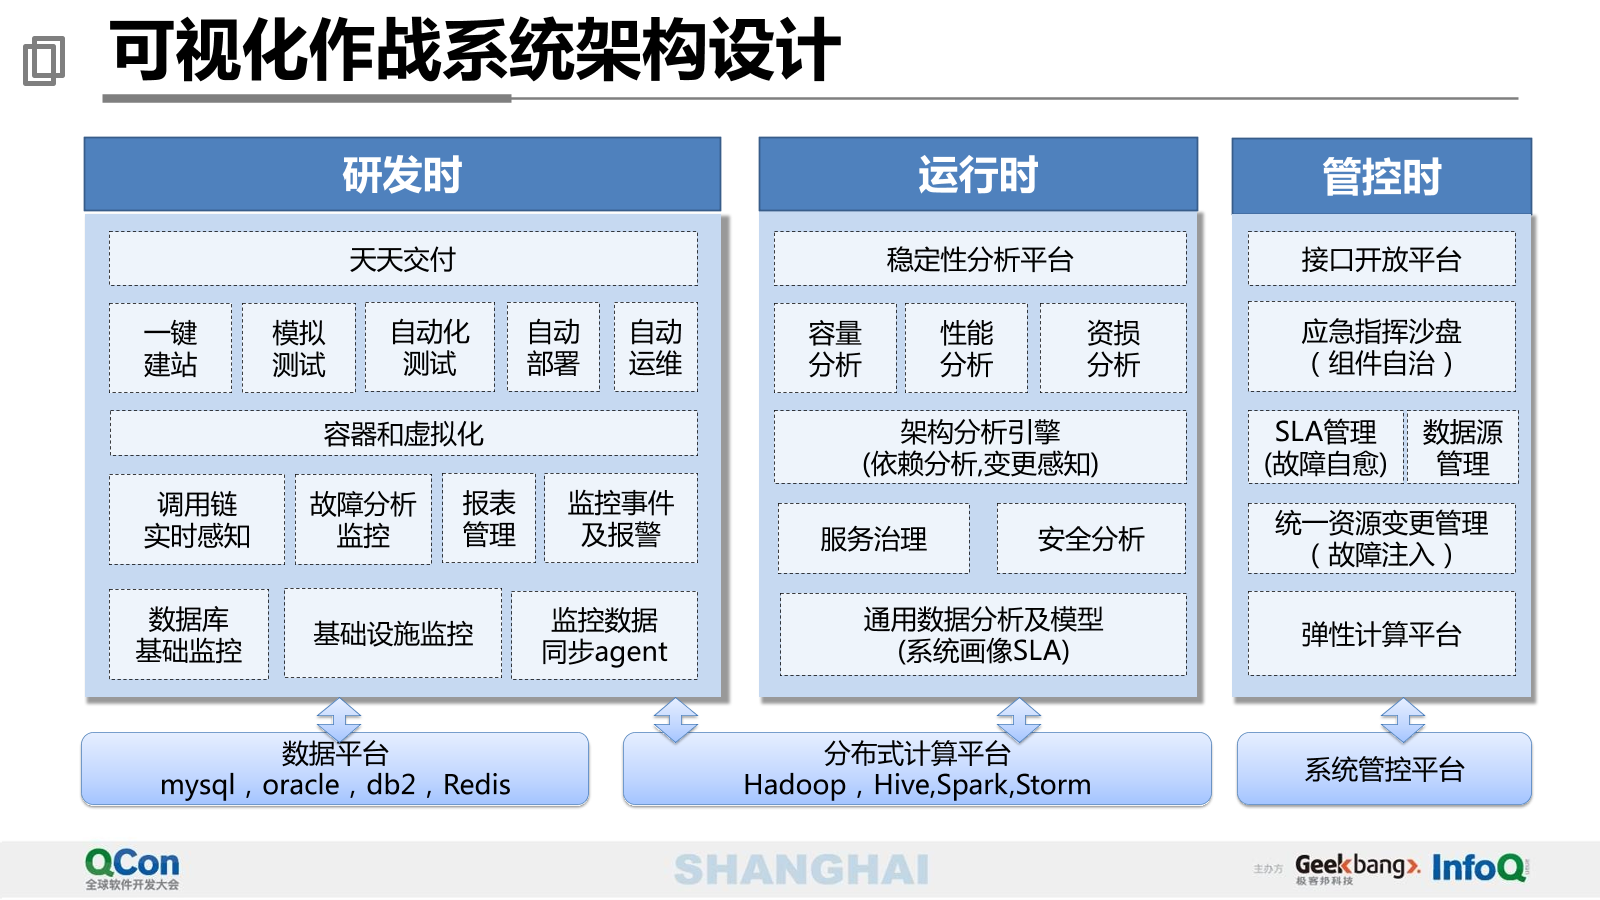 可视化作战系统架构设计
研发时
天天交付
一键
建站
模拟
测试
自动化
测试
自动
部署
自动
运维
容器和虚拟化
调用链
实时感知
故障分析
监控
报表
管理
监控事件
及报警
数据库
基础监控
基础设施监控
监控数据
同步agent
运行时
稳定性分析平台
容量
分析
性能
分析
资损
分析
架构分析引擎
(依赖分析,变更感知)
服务治理
安全分析
通用数据分析及模型
(系统画像SLA)
管控时
接口开放平台
应急指挥沙盘
（组件自治）
SLA管理
(故障自愈)
数据源
管理
统一资源变更管理
（故障注入）
弹性计算平台
数据平台
mysql，oracle，db2，Redis
分布式计算平台
Hadoop，Hive,Spark,Storm
系统管控平台
QCon
全球软件开发大会
SHANGHAI
主办方
Geekbang>.
极客邦科技
InfoQ